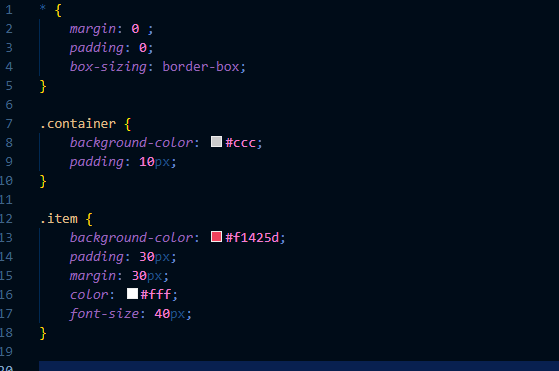 1 * {
2     margin: 0 ;
3     padding: 0;
4     box-sizing: border-box;
5 }
6
7 .container {
8     background-color: #ccc;
9     padding: 10px;
10 }
11
12 .item {
13     background-color: #f1425d;
14     padding: 30px;
15     margin: 30px;
16     color: #fff;
17     font-size: 40px;
18 }
19
20